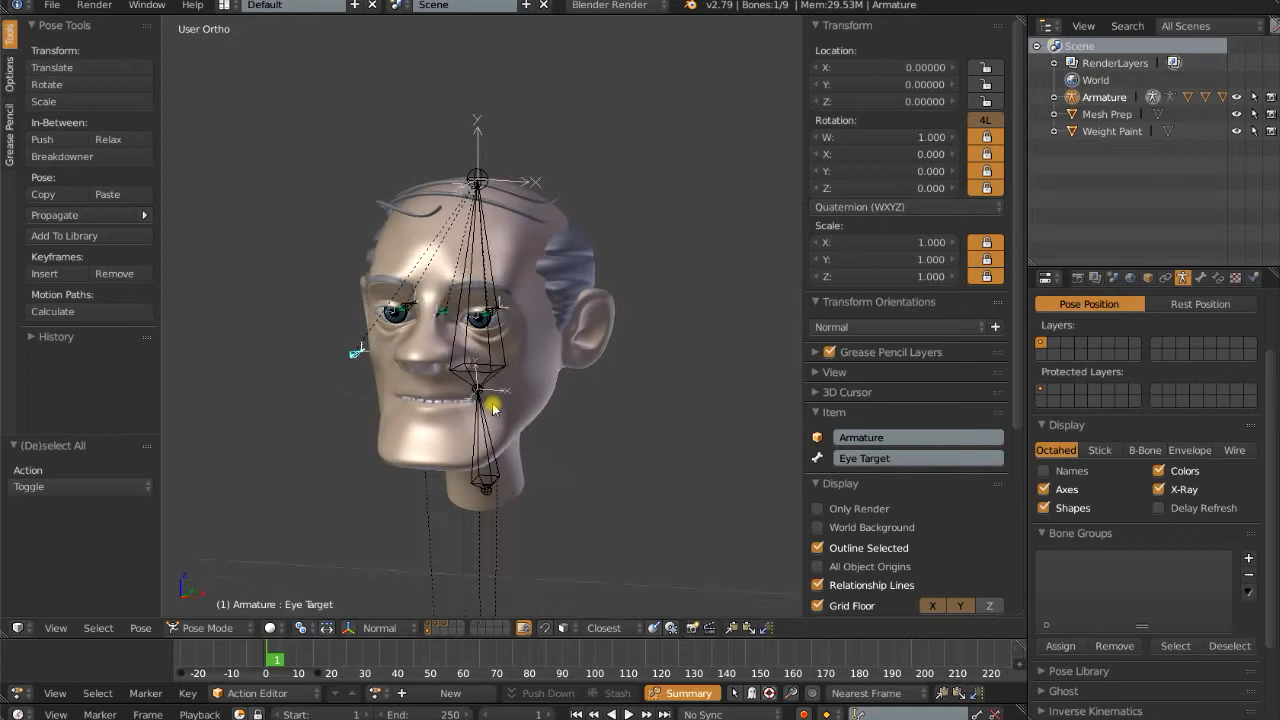 File Render Window Help Default Scene Blender Render v2.79 | Bones:1/9 | Mem:29.53M | Armature View Search All Scenes
Tools
Options
Grease Pencil
Pose Tools
Transform:
Translate
Rotate
Scale
In-Between:
Push Relax
Breakdowner
Pose:
Copy Paste
Propagate
Add To Library
Keyframes:
Insert Remove
Motion Paths:
Calculate
History
(De)select All
Action
Toggle
User Ortho
Y
X
(1) Armature : Eye Target
Transform
Location:
X: 0.00000
Y: 0.00000
Z: 0.00000
Rotation: 4L
W: 1.000
X: 0.000
Y: 0.000
Z: 0.000
Quaternion (WXYZ)
Scale:
X: 1.000
Y: 1.000
Z: 1.000
Transform Orientations
Normal
Grease Pencil Layers
View
3D Cursor
Item
Armature
Eye Target
Display
Only Render
World Background
Outline Selected
All Object Origins
Relationship Lines
Grid Floor X Y Z
Scene
RenderLayers
World
Armature
Mesh Prep
Weight Paint
Pose Position Rest Position
Layers:
Protected Layers:
Display
Octahed Stick B-Bone Envelope Wire
Names Colors
Axes X-Ray
Shapes Delay Refresh
Bone Groups
Assign Remove Select Deselect
Pose Library
Ghost
Inverse Kinematics
View Select Pose Pose Mode Normal Closest
1
-20 -10 0 10 20 30 40 50 60 70 80 90 100 110 120 130 140 150 160 170 180 190 200 210 220
View Select Marker Key Action Editor New Push Down Stash Summary Nearest Frame
View Marker Frame Playback Start: 1 End: 250 1 No Sync